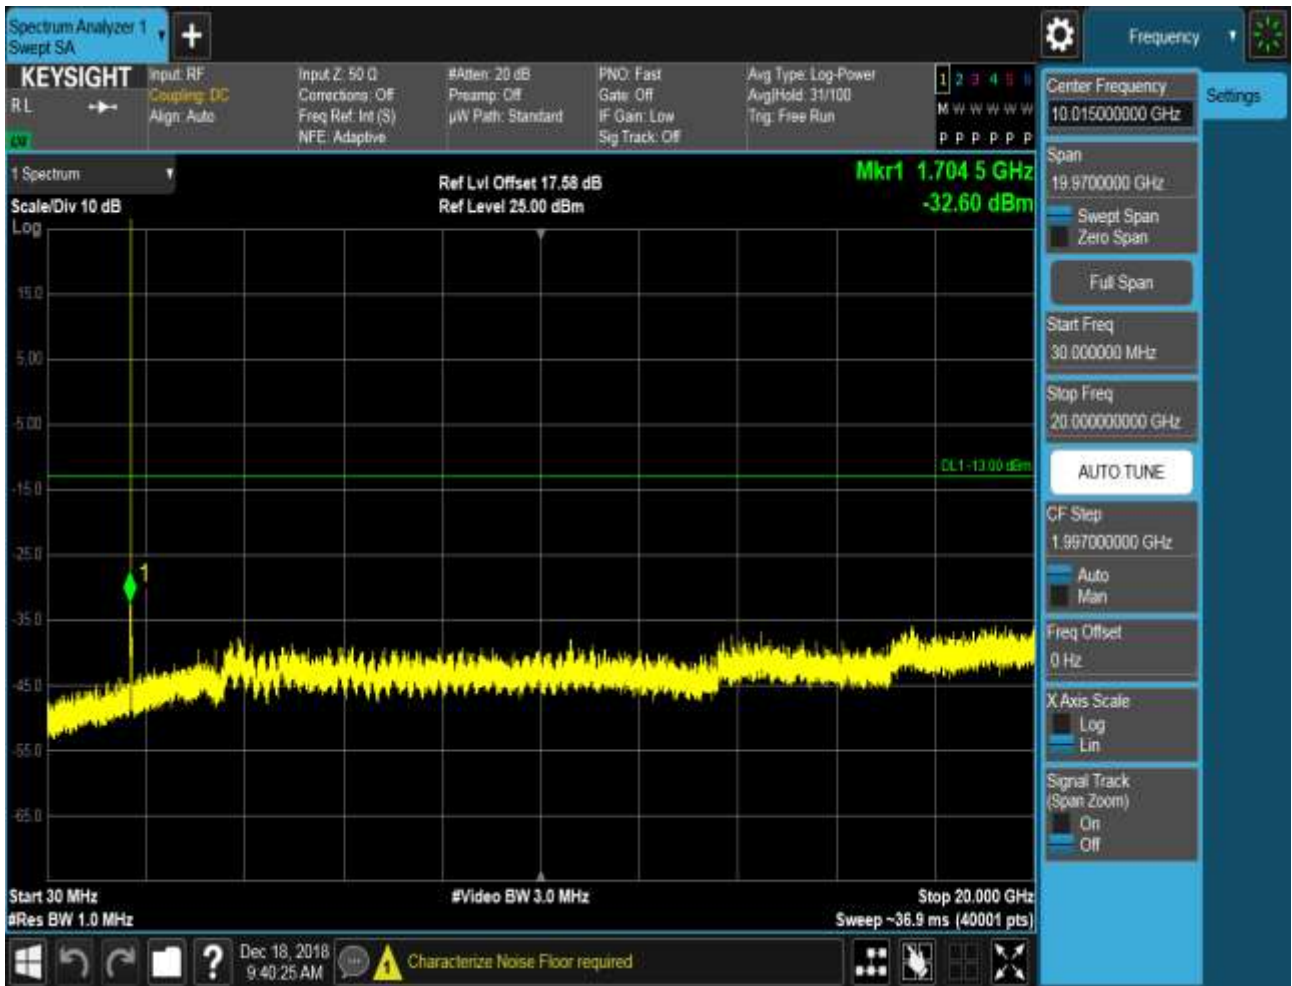 Spectrum Analyzer 1
Swept SA
Frequency
KEYSIGHT
R L
Input: RF
Coupling: DC
Align: Auto
Input Z: 50 Ω
Corrections: Off
Freq Ref: Int (S)
NFE: Adaptive
#Atten: 20 dB
Preamp: Off
µW Path: Standard
PNO: Fast
Gate: Off
IF Gain: Low
Sig Track: Off
Avg Type: Log-Power
Avg|Hold: 31/100
Trig: Free Run
1 2 3 4 5 6
M W W W W W
P P P P P P
1 Spectrum
Scale/Div 10 dB
Ref Lvl Offset 17.58 dB
Ref Level 25.00 dBm
Mkr1 1.704 5 GHz
-32.60 dBm
Log
15.0
5.00
-5.00
DL1 -13.00 dBm
-15.0
-25.0
1
-35.0
-45.0
-55.0
-65.0
Start 30 MHz
#Video BW 3.0 MHz
Stop 20.000 GHz
#Res BW 1.0 MHz
Sweep ~36.9 ms (40001 pts)
Center Frequency
10.015000000 GHz
Settings
Span
19.9700000 GHz
Swept Span
Zero Span
Full Span
Start Freq
30.000000 MHz
Stop Freq
20.000000000 GHz
AUTO TUNE
CF Step
1.997000000 GHz
Auto
Man
Freq Offset
0 Hz
X Axis Scale
Log
Lin
Signal Track
(Span Zoom)
On
Off
?
Dec 18, 2018
9:40:25 AM
1
Characterize Noise Floor required